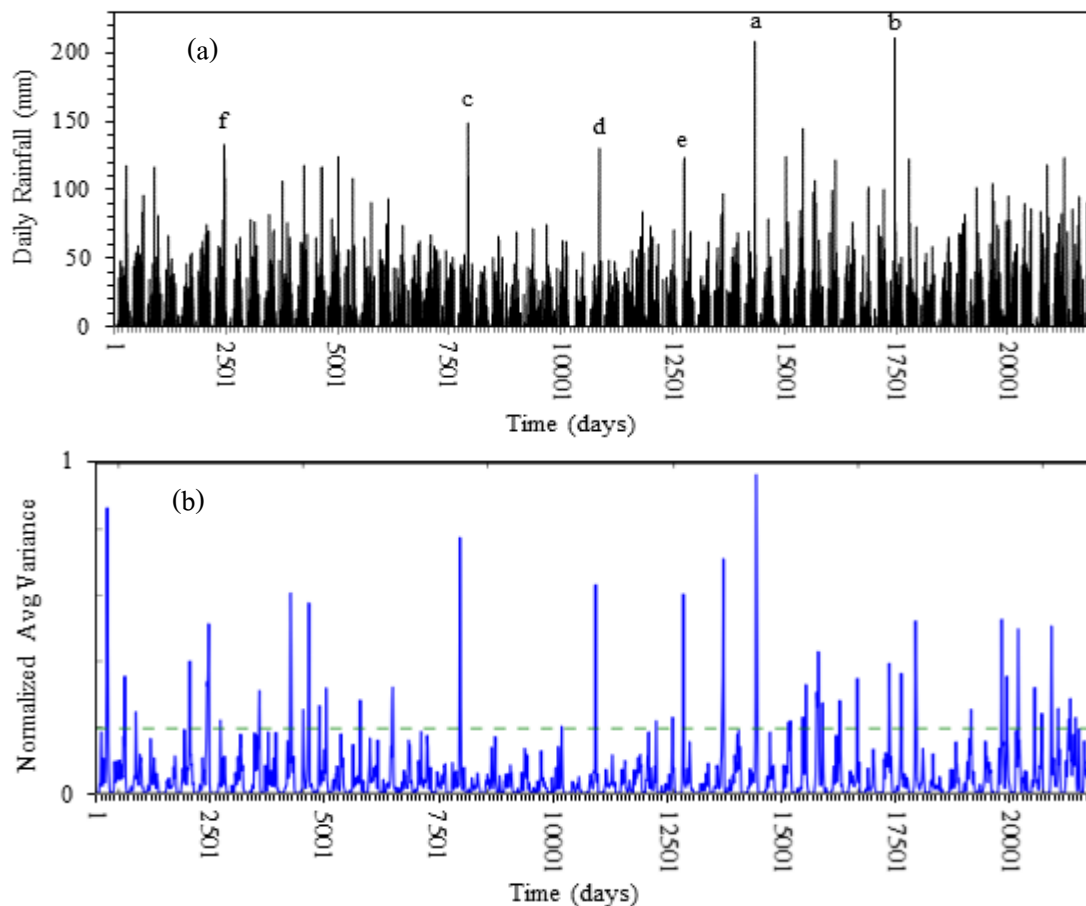 (a)
a
b
c
d
e
f
Daily Rainfall (mm)
200
150
100
50
0
1
2501
5001
7501
10001
12501
15001
17501
20001
Time (days)
(b)
Normalized Avg Variance
1
0
1
2501
5001
7501
10001
12501
15001
17501
20001
Time (days)